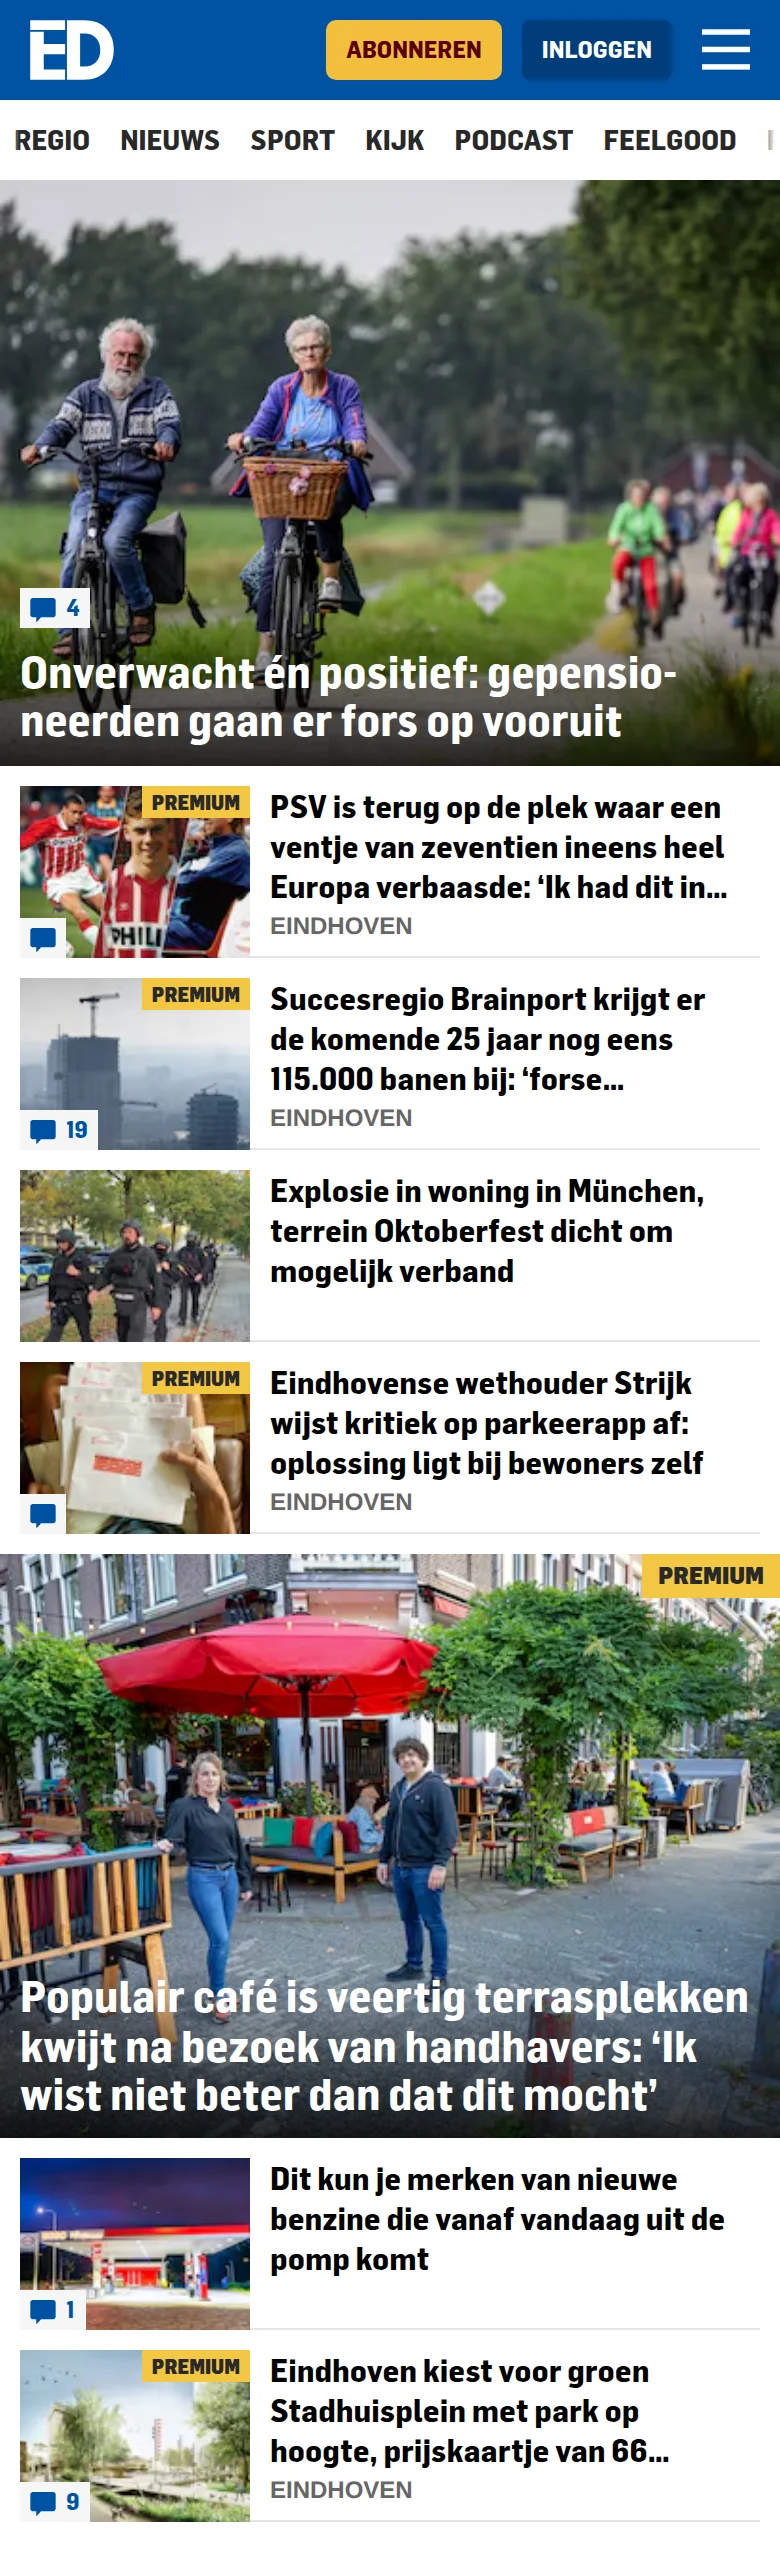 ED
ABONNEREN
INLOGGEN
REGIO NIEUWS SPORT KIJK PODCAST FEELGOOD
4
Onverwacht én positief: gepensio-
neerden gaan er fors op vooruit
PREMIUM
PHILI
PSV is terug op de plek waar een
ventje van zeventien ineens heel
Europa verbaasde: ‘Ik had dit in...
EINDHOVEN
PREMIUM
19
Succesregio Brainport krijgt er
de komende 25 jaar nog eens
115.000 banen bij: ‘forse...
EINDHOVEN
Explosie in woning in München,
terrein Oktoberfest dicht om
mogelijk verband
PREMIUM
Eindhovense wethouder Strijk
wijst kritiek op parkeerapp af:
oplossing ligt bij bewoners zelf
EINDHOVEN
PREMIUM
Populair café is veertig terrasplekken
kwijt na bezoek van handhavers: ‘Ik
wist niet beter dan dat dit mocht’
1
Dit kun je merken van nieuwe
benzine die vanaf vandaag uit de
pomp komt
PREMIUM
9
Eindhoven kiest voor groen
Stadhuisplein met park op
hoogte, prijskaartje van 66...
EINDHOVEN